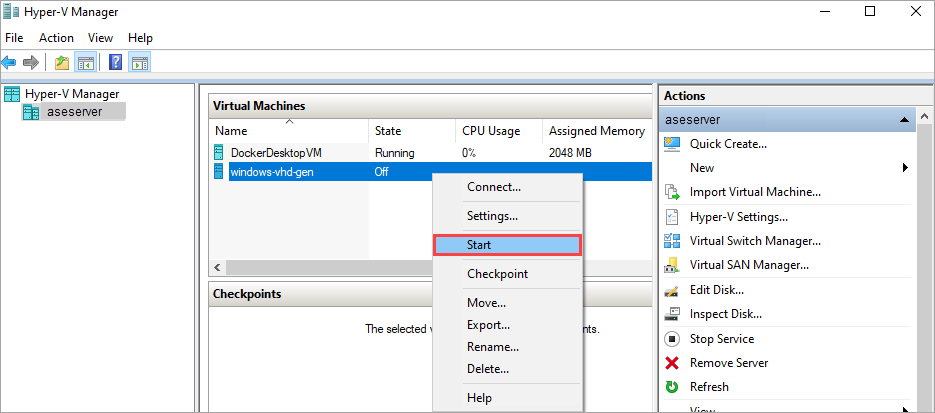 Hyper-V Manager
File Action View Help
Hyper-V Manager
aseserver
Virtual Machines
Name State CPU Usage Assigned Memory
DockerDesktopVM Running 0% 2048 MB
windows-vhd-gen Off
Connect...
Settings...
Start
Checkpoint
Move...
Export...
Rename...
Delete...
Help
Checkpoints
The selected
Actions
aseserver
Quick Create...
New
Import Virtual Machine...
Hyper-V Settings...
Virtual Switch Manager...
Virtual SAN Manager...
Edit Disk...
Inspect Disk...
Stop Service
Remove Server
Refresh
View